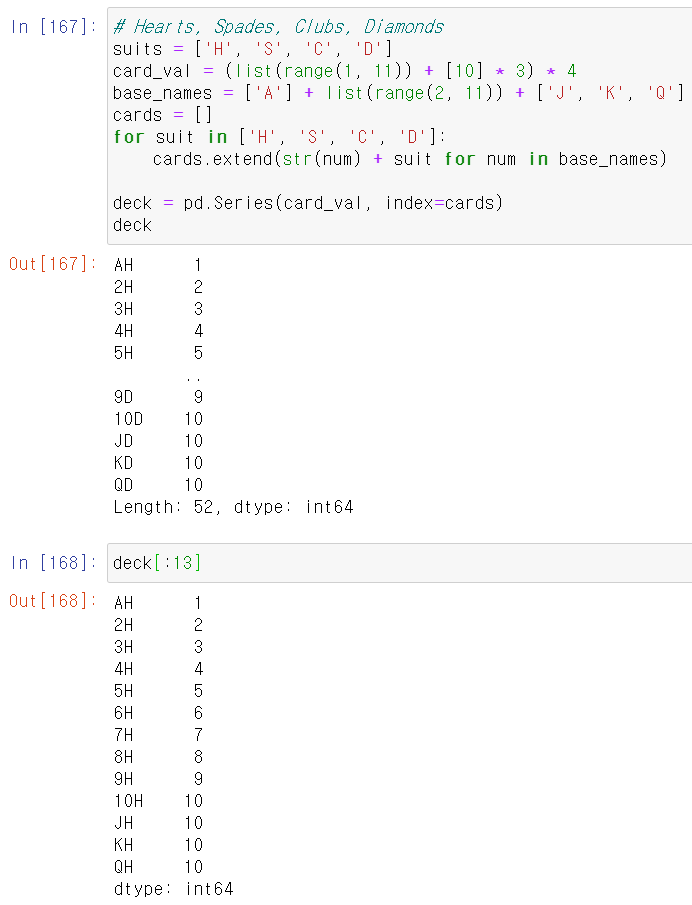 In [167]:
# Hearts, Spades, Clubs, Diamonds
suits = ['H', 'S', 'C', 'D']
card_val = (list(range(1, 11)) + [10] * 3) * 4
base_names = ['A'] + list(range(2, 11)) + ['J', 'K', 'Q']
cards = []
for suit in ['H', 'S', 'C', 'D']:
    cards.extend(str(num) + suit for num in base_names)

deck = pd.Series(card_val, index=cards)
deck
Out[167]:
AH      1
2H      2
3H      3
4H      4
5H      5
       ..
9D      9
10D    10
JD     10
KD     10
QD     10
Length: 52, dtype: int64
In [168]:
deck[:13]
Out[168]:
AH      1
2H      2
3H      3
4H      4
5H      5
6H      6
7H      7
8H      8
9H      9
10H    10
JH     10
KH     10
QH     10
dtype: int64